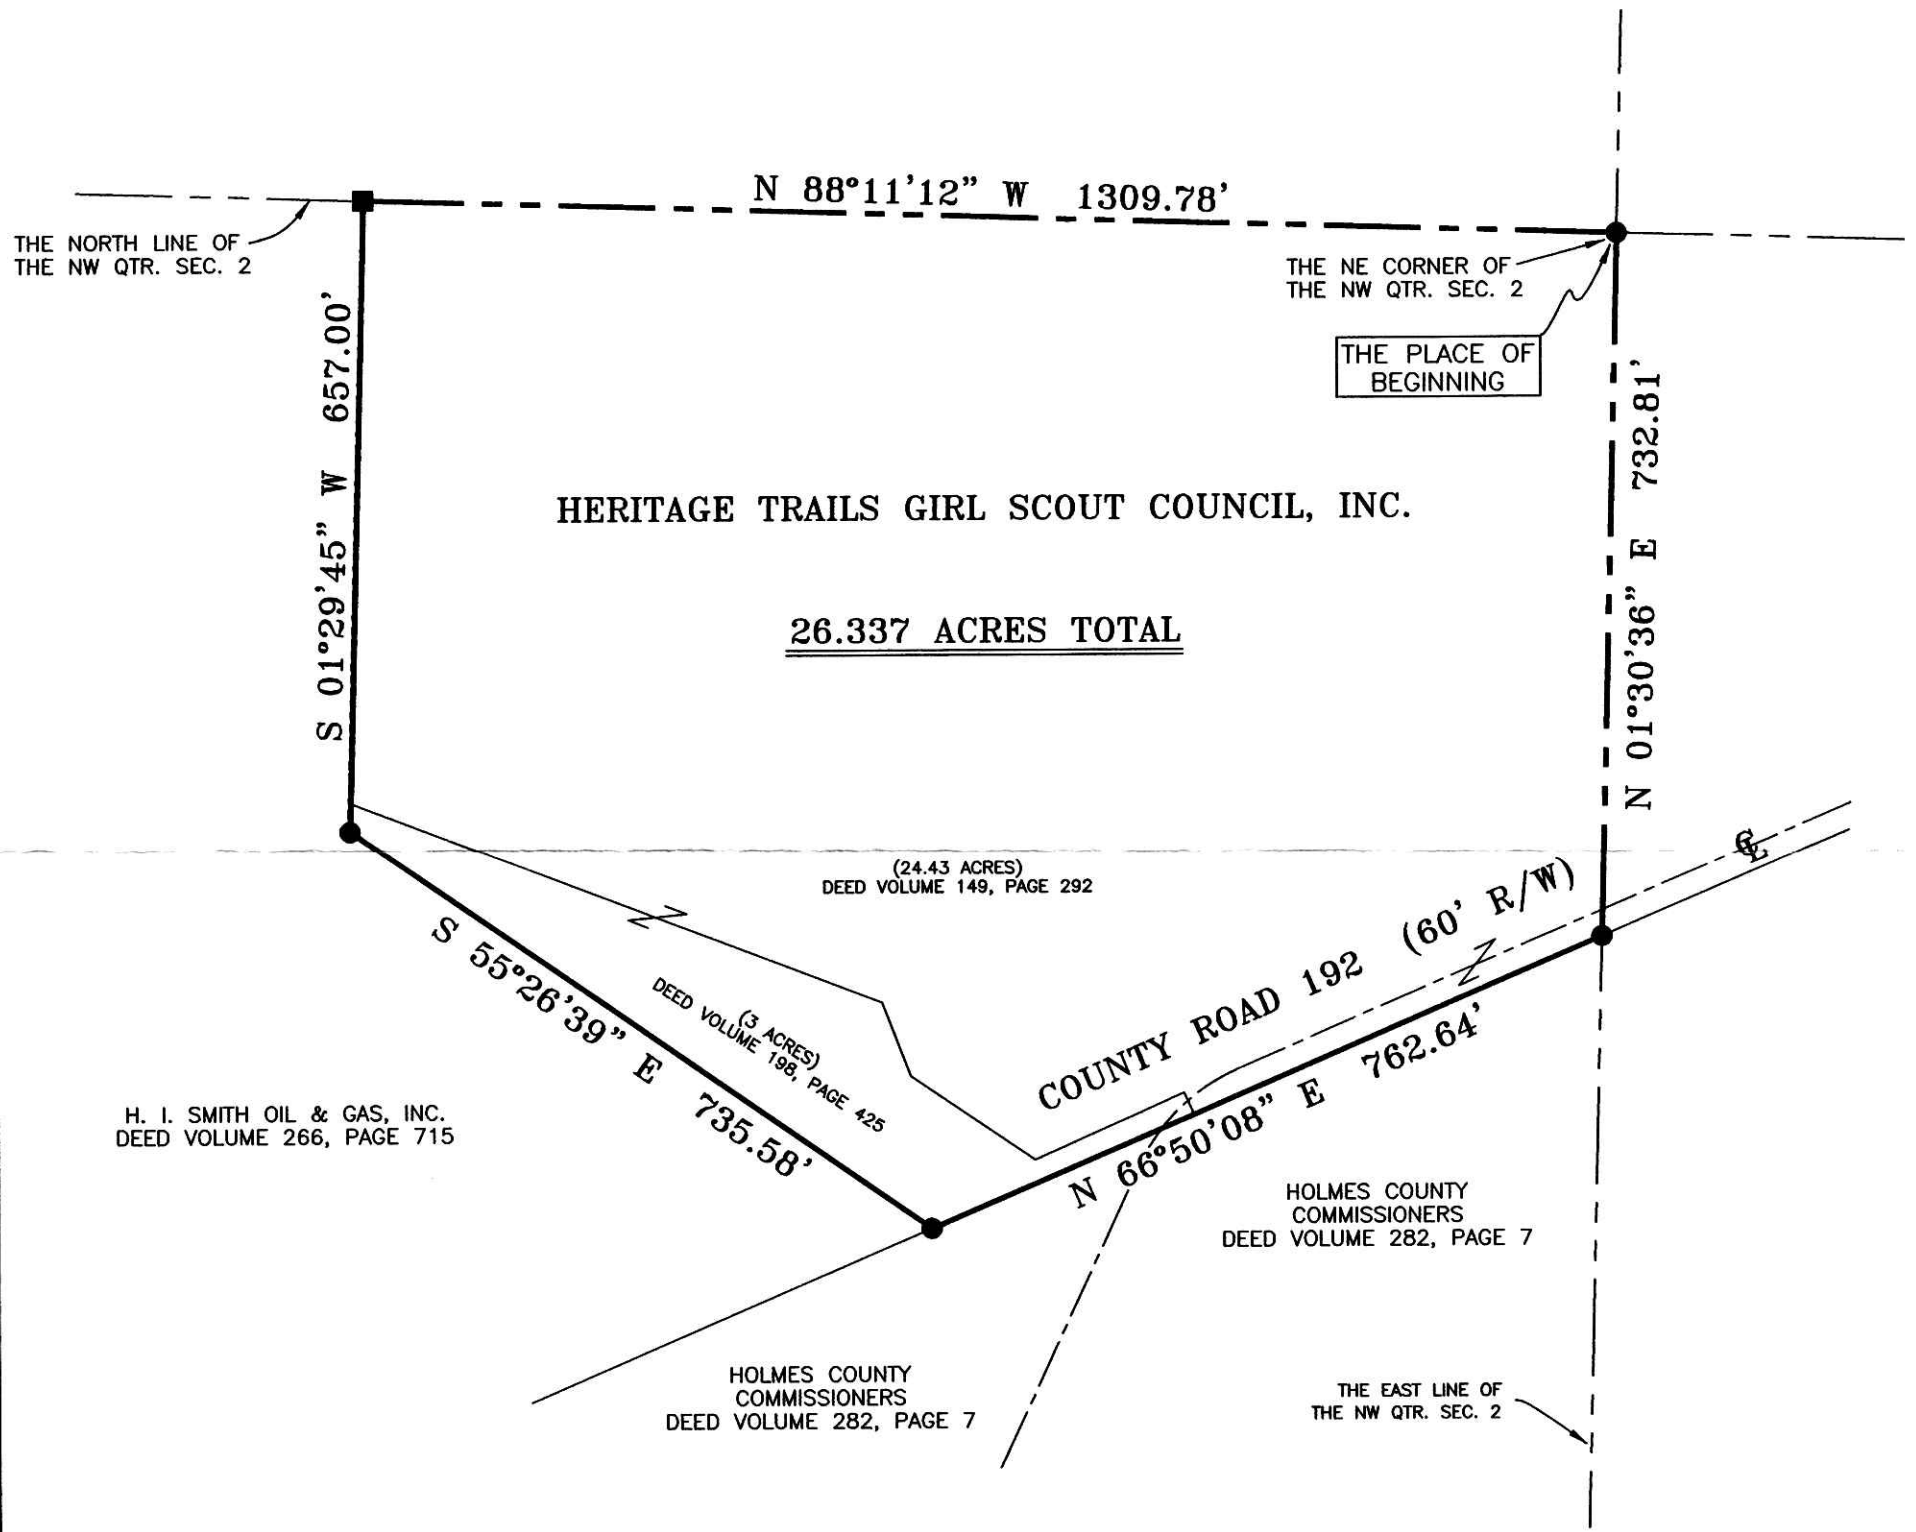 N 88°11'12" W 1309.78'
THE NORTH LINE OF
THE NW QTR. SEC. 2
THE NE CORNER OF
THE NW QTR. SEC. 2
THE PLACE OF
BEGINNING
S 01°29'45" W 657.00'
N 01°30'36" E 732.81'
HERITAGE TRAILS GIRL SCOUT COUNCIL, INC.
26.337 ACRES TOTAL
(24.43 ACRES)
DEED VOLUME 149, PAGE 292
COUNTY ROAD 192 (60' R/W)
℄
S 55°26'39" E 735.58'
(3 ACRES)
DEED VOLUME 198, PAGE 425
N 66°50'08" E 762.64'
H. I. SMITH OIL & GAS, INC.
DEED VOLUME 266, PAGE 715
HOLMES COUNTY
COMMISSIONERS
DEED VOLUME 282, PAGE 7
HOLMES COUNTY
COMMISSIONERS
DEED VOLUME 282, PAGE 7
THE EAST LINE OF
THE NW QTR. SEC. 2